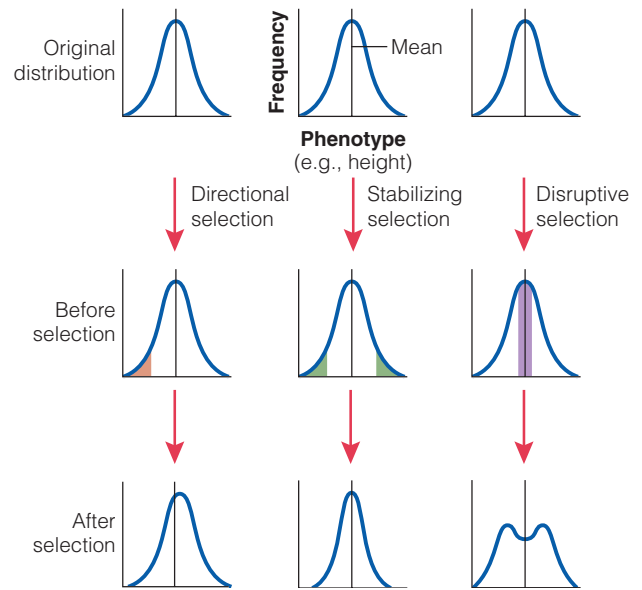 Original
distribution
Frequency
Mean
Phenotype
(e.g., height)
Directional
selection
Stabilizing
selection
Disruptive
selection
Before
selection
After
selection